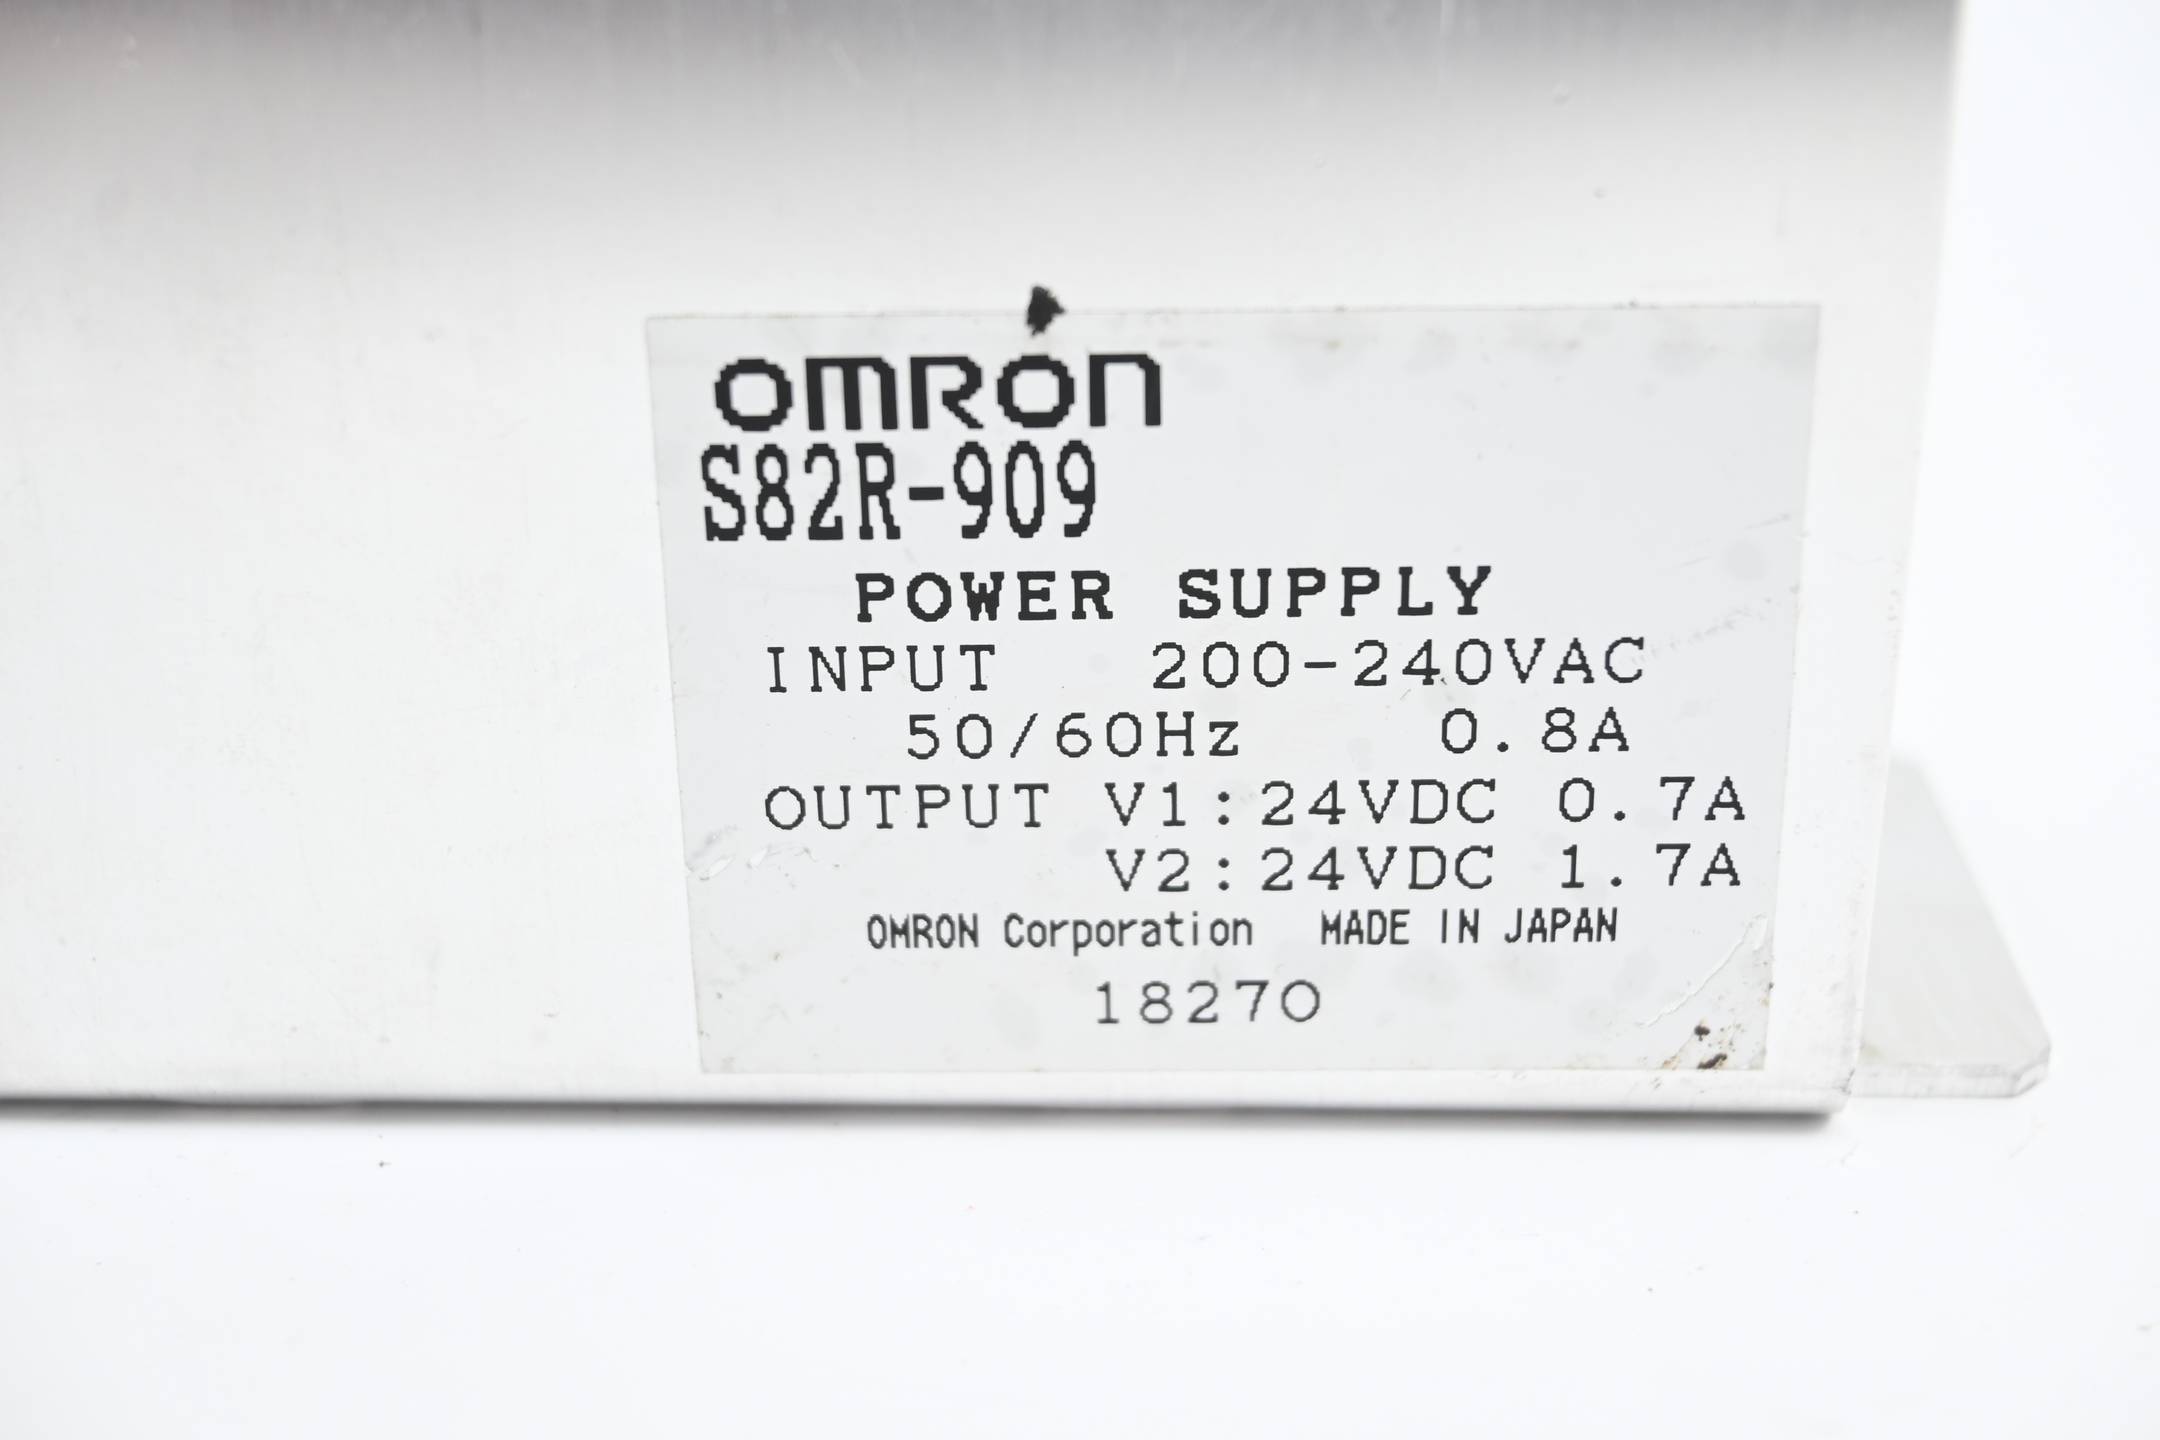 omron
S82R-909
POWER SUPPLY
INPUT 200-240VAC
50/60Hz 0.8A
OUTPUT V1:24VDC 0.7A
V2:24VDC 1.7A
OMRON Corporation MADE IN JAPAN
18270